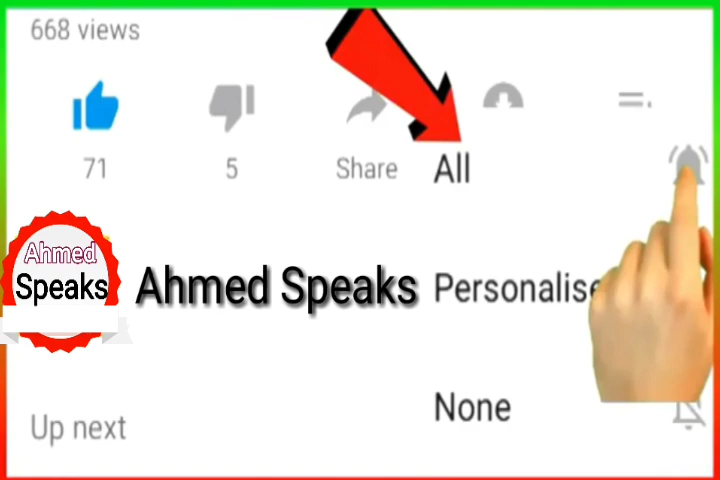 668 views
71
5
Share
All
Ahmed
Speaks
Ahmed Speaks
Personalise
None
Up next